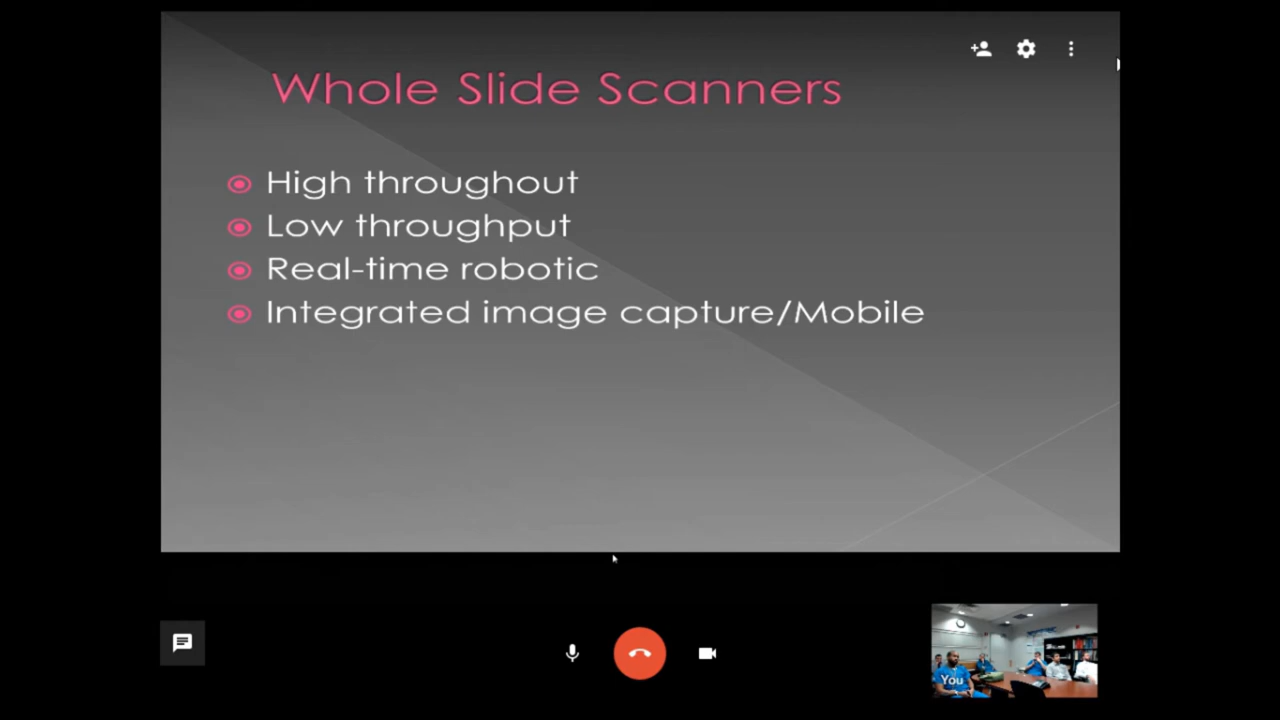 Whole Slide Scanners
High throughout
Low throughput
Real-time robotic
Integrated image capture/Mobile
You